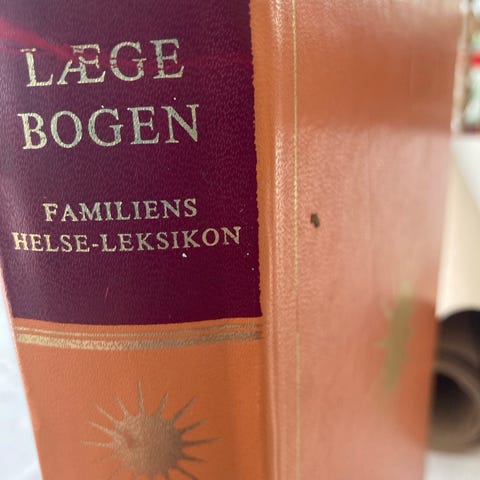 LÆGE
BOGEN
FAMILIENS
HELSE-LEKSIKON